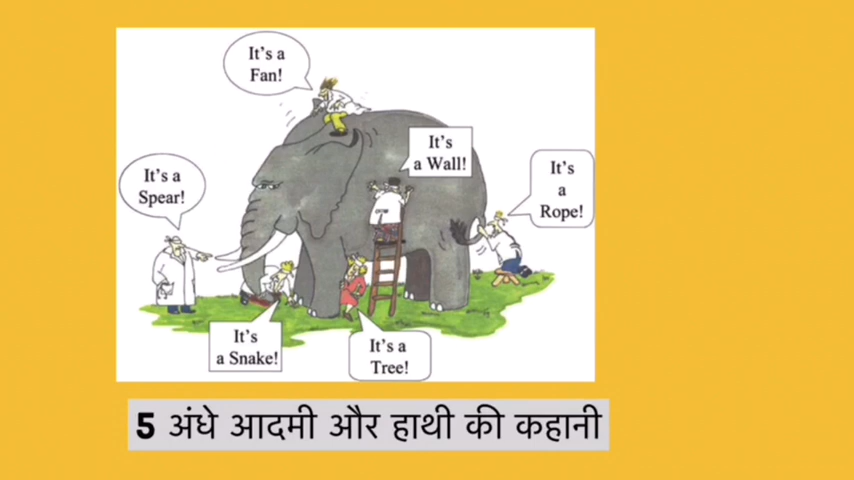 It's a
Fan!
It's
a Wall!
It's
a
Rope!
It's a
Spear!
It's
a Snake!
It's a
Tree!
5 अंधे आदमी और हाथी की कहानी